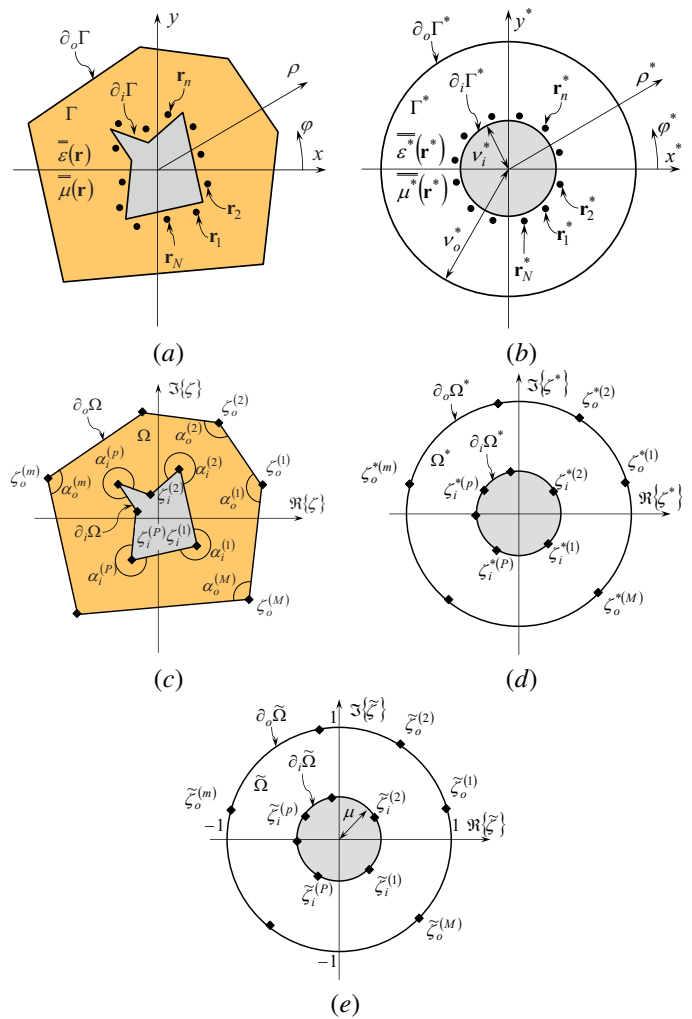 y
∂ₒΓ
ρ
rₙ
∂ᵢΓ
Γ
φ
ε̿(r)
x
μ̿(r)
r₂
r₁
r_N
(a)
y*
∂ₒΓ*
ρ*
∂ᵢΓ*
rₙ*
Γ*
φ*
νᵢ*
ε̿*(r*)
x*
μ̿*(r*)
r₂*
νₒ*
r₁*
r_N*
(b)
ℑ{ζ}
∂ₒΩ
ζₒ⁽²⁾
Ω
αₒ⁽²⁾
αᵢ⁽ᵖ⁾
αᵢ⁽²⁾
ζₒ⁽ᵐ⁾
αₒ⁽ᵐ⁾
ζₒ⁽¹⁾
αₒ⁽¹⁾
ζᵢ⁽²⁾
ℜ{ζ}
∂ᵢΩ
ζᵢ⁽ᴾ⁾
ζᵢ⁽¹⁾
αᵢ⁽¹⁾
αᵢ⁽ᴾ⁾
αₒ⁽ᴹ⁾
ζₒ⁽ᴹ⁾
(c)
ℑ{ζ*}
∂ₒΩ*
ζₒ*⁽²⁾
∂ᵢΩ*
Ω*
ζₒ*⁽¹⁾
ζₒ*⁽ᵐ⁾
ζᵢ*⁽ᵖ⁾
ζᵢ*⁽²⁾
ℜ{ζ*}
ζᵢ*⁽¹⁾
ζᵢ*⁽ᴾ⁾
ζₒ*⁽ᴹ⁾
(d)
ℑ{ζ̃}
1
∂ₒΩ̃
ζ̃ₒ⁽²⁾
∂ᵢΩ̃
Ω̃
ζ̃ₒ⁽ᵐ⁾
ζ̃ᵢ⁽ᵖ⁾
ζ̃ᵢ⁽²⁾
ζ̃ₒ⁽¹⁾
μ
−1
1
ℜ{ζ̃}
ζ̃ᵢ⁽ᴾ⁾
ζ̃ᵢ⁽¹⁾
ζ̃ₒ⁽ᴹ⁾
−1
(e)